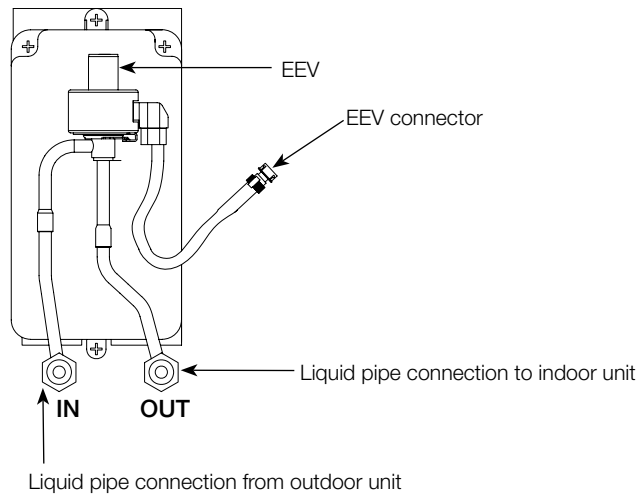 EEV
EEV connector
Liquid pipe connection to indoor unit
IN
OUT
Liquid pipe connection from outdoor unit